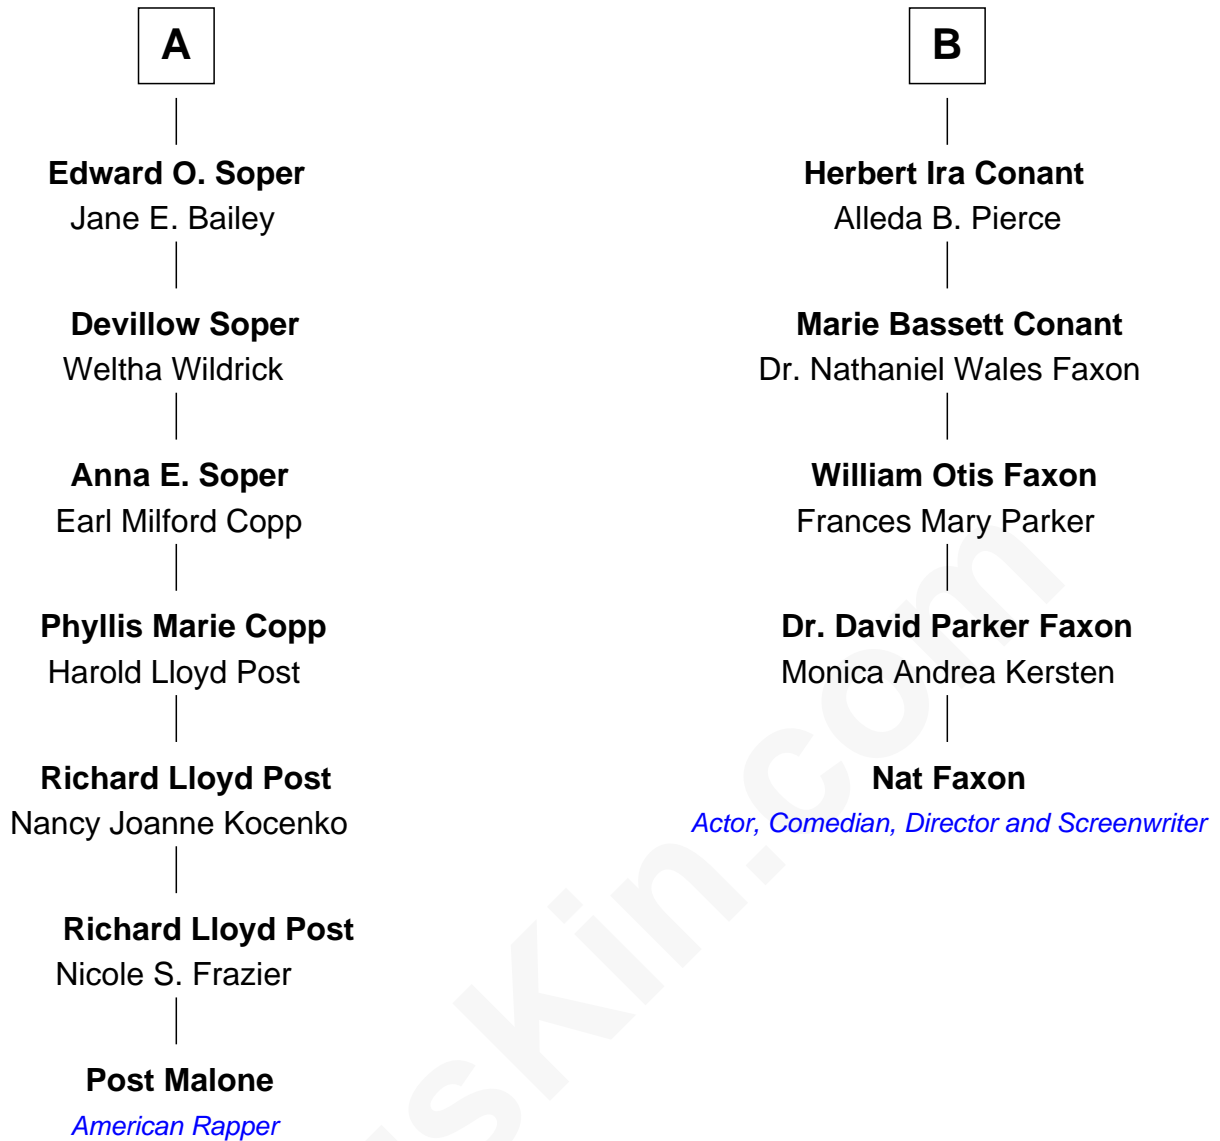 A
Edward O. Soper
Jane E. Bailey
Devillow Soper
Weltha Wildrick
Anna E. Soper
Earl Milford Copp
Phyllis Marie Copp
Harold Lloyd Post
Richard Lloyd Post
Nancy Joanne Kocenko
Richard Lloyd Post
Nicole S. Frazier
Post Malone
American Rapper
B
Herbert Ira Conant
Alleda B. Pierce
Marie Bassett Conant
Dr. Nathaniel Wales Faxon
William Otis Faxon
Frances Mary Parker
Dr. David Parker Faxon
Monica Andrea Kersten
Nat Faxon
Actor, Comedian, Director and Screenwriter
sKin.com